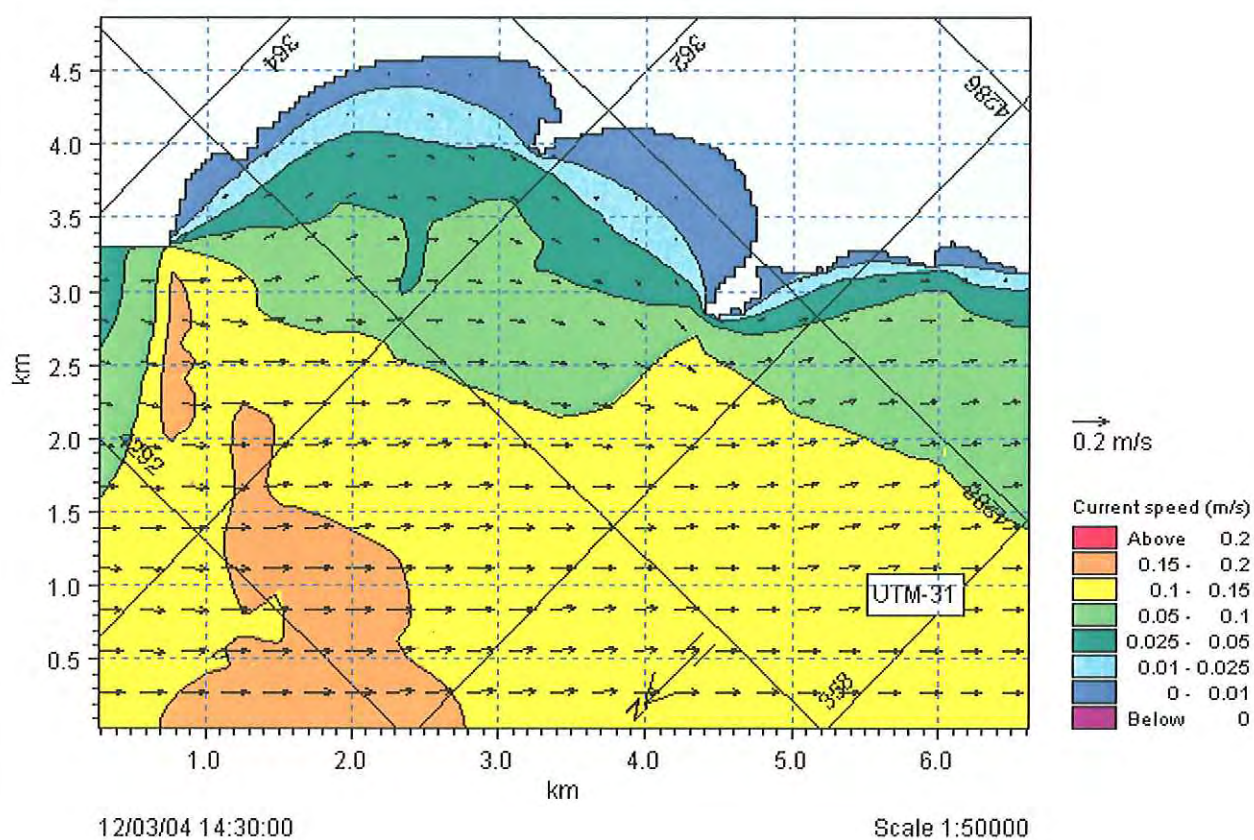 364
362
4286
4.5
4.0
3.5
3.0
2.5
2.0
1.5
1.0
0.5
km
4292
4284
UTM-31
358
N
1.0
2.0
3.0
4.0
5.0
6.0
km
12/03/04 14:30:00
Scale 1:50000
0.2 m/s
Current speed (m/s)
Above 0.2
0.15 - 0.2
0.1 - 0.15
0.05 - 0.1
0.025 - 0.05
0.01 - 0.025
0 - 0.01
Below 0